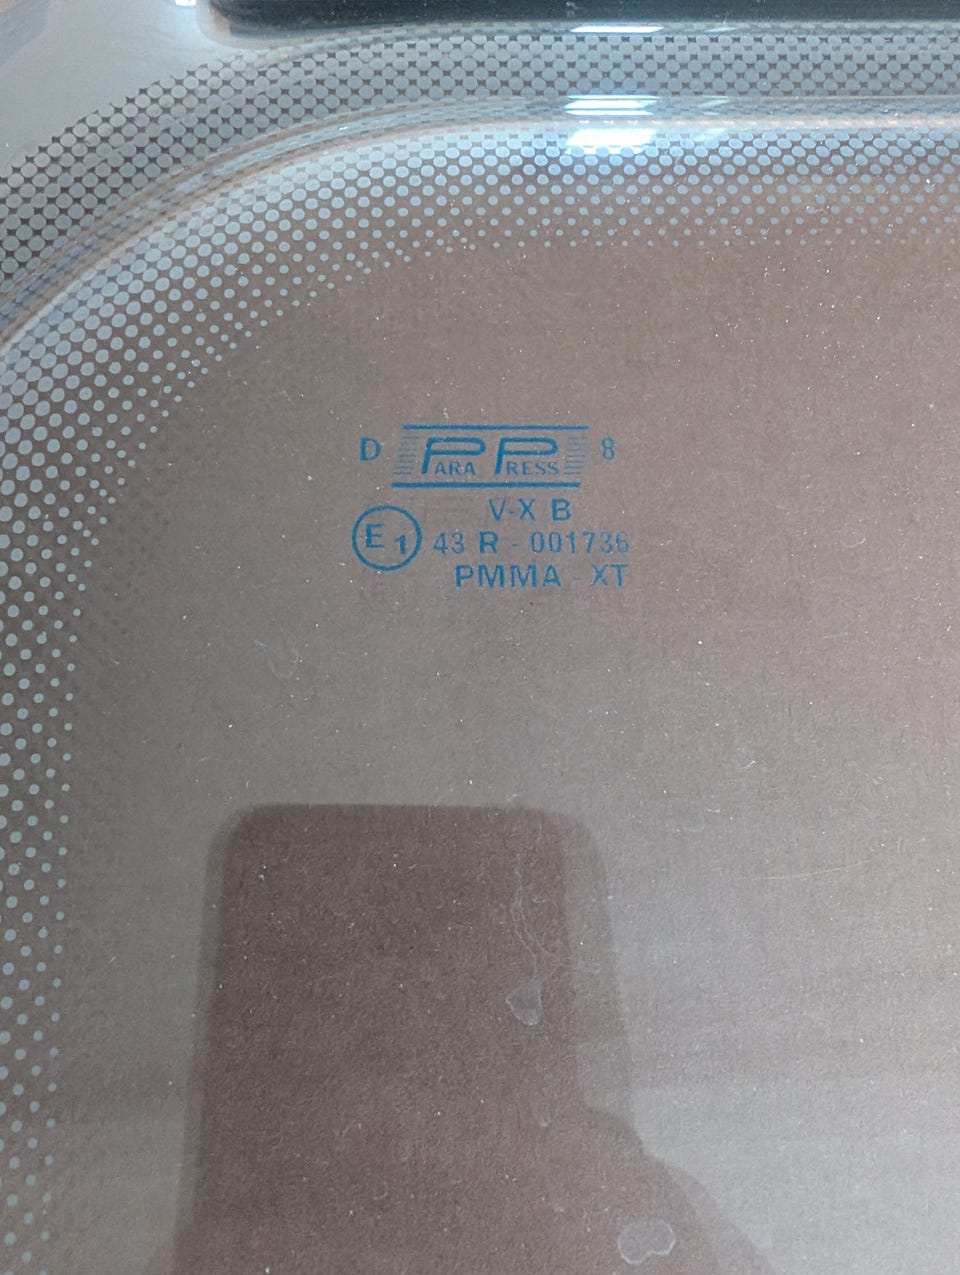 D PARA PRESS 8
V-X B
E1 43 R - 001736
PMMA - XT